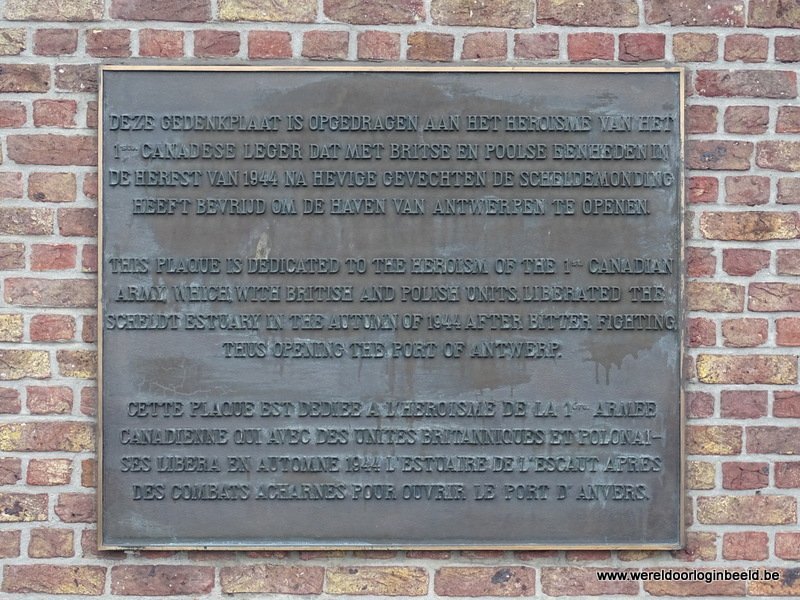 DEZE GEDENKPLAAT IS OPGEDRAGEN AAN HET HEROISME VAN HET
1ste CANADESE LEGER DAT MET BRITSE EN POOLSE EENHEDEN IN
DE HERFST VAN 1944 NA HEVIGE GEVECHTEN DE SCHELDEMONDING
HEEFT BEVRIJD OM DE HAVEN VAN ANTWERPEN TE OPENEN.
THIS PLAQUE IS DEDICATED TO THE HEROISM OF THE 1st CANADIAN
ARMY, WHICH, WITH BRITISH AND POLISH UNITS, LIBERATED THE
SCHELDT ESTUARY IN THE AUTUMN OF 1944 AFTER BITTER FIGHTING,
THUS OPENING THE PORT OF ANTWERP.
CETTE PLAQUE EST DEDIEE A L'HEROISME DE LA 1ère ARMEE
CANADIENNE QUI AVEC DES UNITES BRITANNIQUES ET POLONAI-
SES LIBERA EN AUTOMNE 1944 L'ESTUAIRE DE L'ESCAUT APRES
DES COMBATS ACHARNES POUR OUVRIR LE PORT D'ANVERS.
www.wereldoorloginbeeld.be